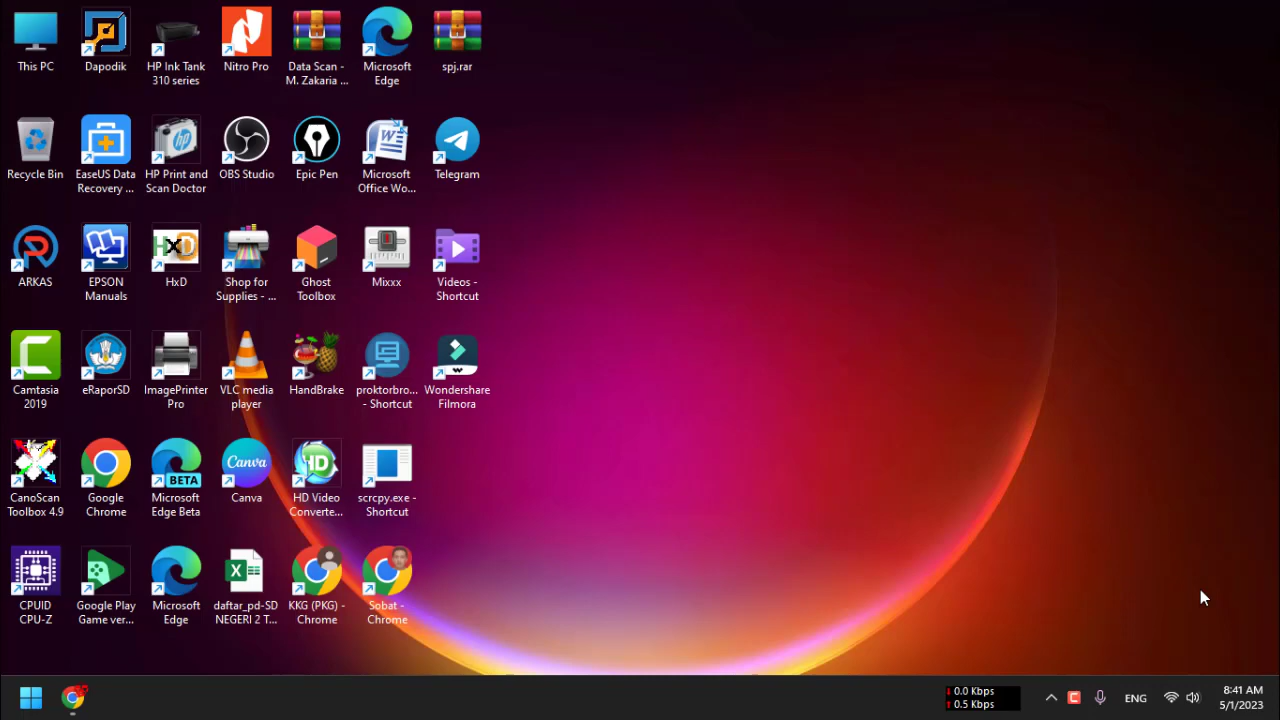 This PC
Dapodik
HP Ink Tank
310 series
Nitro Pro
Data Scan -
M. Zakaria ...
Microsoft
Edge
spj.rar
Recycle Bin
EaseUS Data
Recovery ...
HP Print and
Scan Doctor
OBS Studio
Epic Pen
Microsoft
Office Wo...
Telegram
ARKAS
EPSON
Manuals
HxD
HxD
Shop for
Supplies - ...
Ghost
Toolbox
Mixxx
Videos -
Shortcut
Camtasia
2019
eRaporSD
ImagePrinter
Pro
VLC media
player
HandBrake
proktorbro...
- Shortcut
Wondershare
Filmora
CanoScan
Toolbox 4.9
Google
Chrome
BETA
Microsoft
Edge Beta
Canva
Canva
HD
HD Video
Converte...
scrcpy.exe -
Shortcut
CPUID
CPU-Z
Google Play
Game ver...
Microsoft
Edge
daftar_pd-SD
NEGERI 2 T...
KKG (PKG) -
Chrome
Sobat -
Chrome
0.0 Kbps
0.5 Kbps
ENG
8:41 AM
5/1/2023